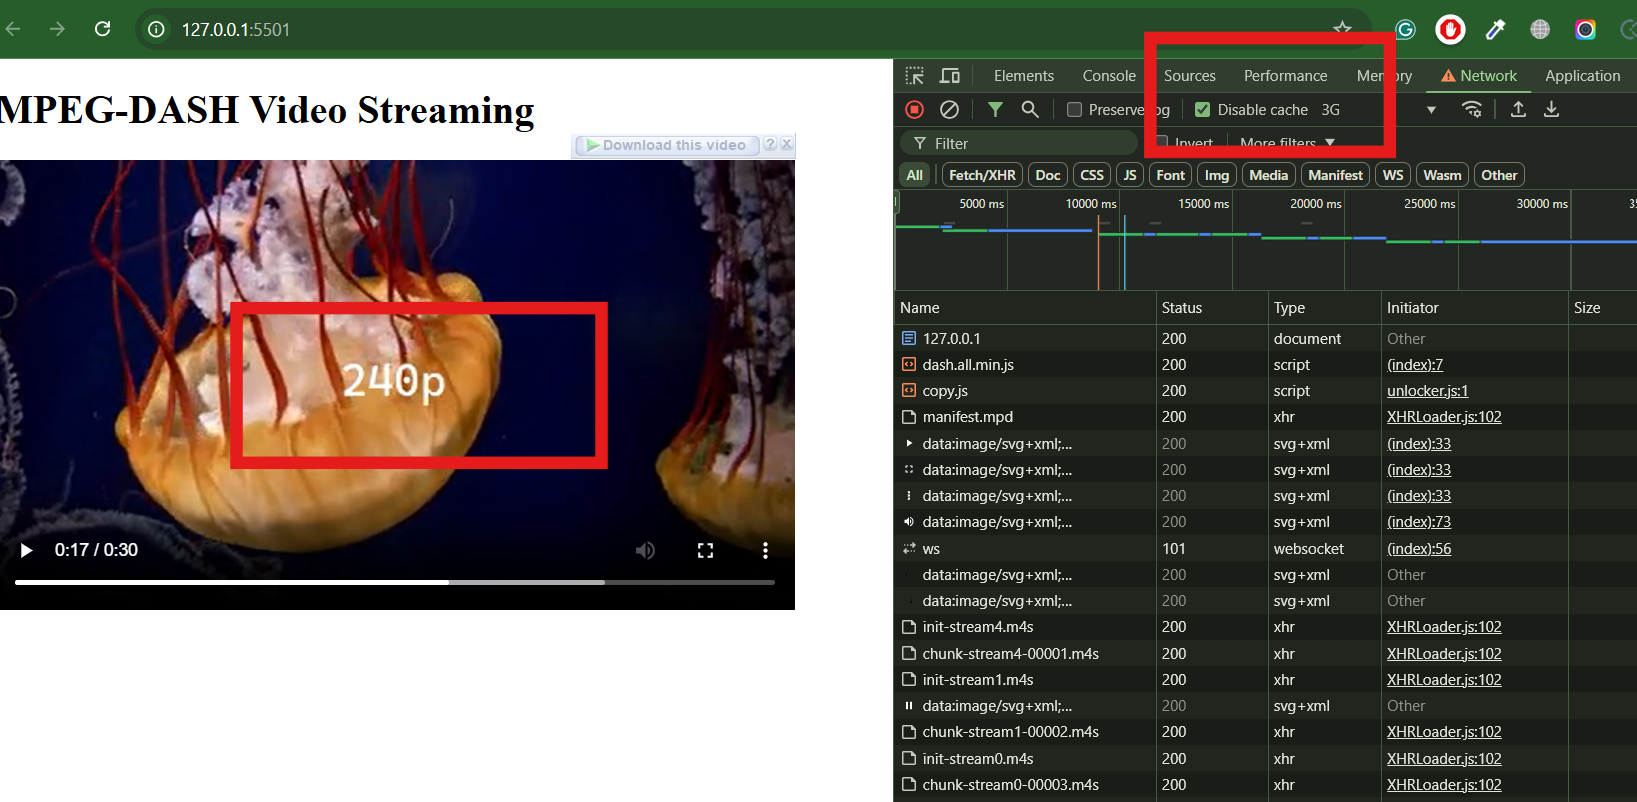 127.0.0.1:5501
MPEG-DASH Video Streaming
Download this video ? X
240p
0:17 / 0:30
Elements Console Sources Performance Memory Network Application
Preserve log Disable cache 3G
Filter Invert More filters
All Fetch/XHR Doc CSS JS Font Img Media Manifest WS Wasm Other
5000 ms 10000 ms 15000 ms 20000 ms 25000 ms 30000 ms
Name Status Type Initiator Size
127.0.0.1 200 document Other
dash.all.min.js 200 script (index):7
copy.js 200 script unlocker.js:1
manifest.mpd 200 xhr XHRLoader.js:102
data:image/svg+xml;... 200 svg+xml (index):33
data:image/svg+xml;... 200 svg+xml (index):33
data:image/svg+xml;... 200 svg+xml (index):33
data:image/svg+xml;... 200 svg+xml (index):73
ws 101 websocket (index):56
data:image/svg+xml;... 200 svg+xml Other
data:image/svg+xml;... 200 svg+xml Other
init-stream4.m4s 200 xhr XHRLoader.js:102
chunk-stream4-00001.m4s 200 xhr XHRLoader.js:102
init-stream1.m4s 200 xhr XHRLoader.js:102
data:image/svg+xml;... 200 svg+xml Other
chunk-stream1-00002.m4s 200 xhr XHRLoader.js:102
init-stream0.m4s 200 xhr XHRLoader.js:102
chunk-stream0-00003.m4s 200 xhr XHRLoader.js:102